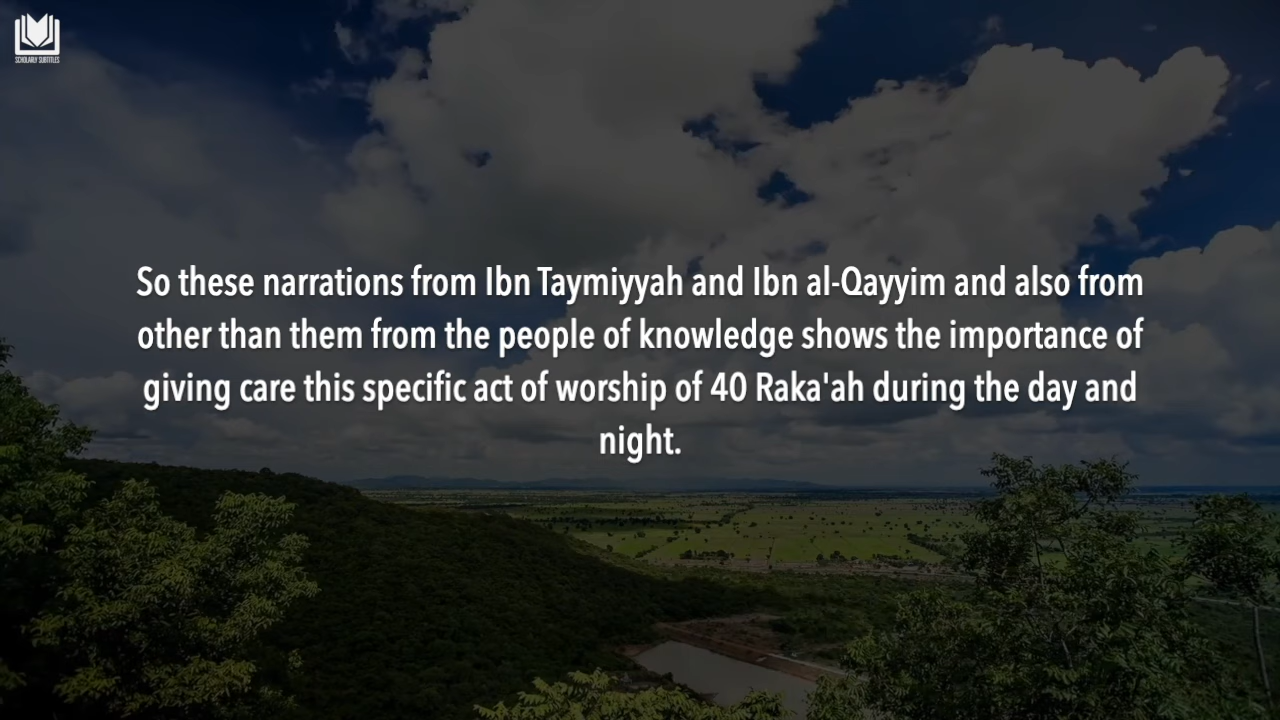 SCHOLARLY SUBTITLES
So these narrations from Ibn Taymiyyah and Ibn al-Qayyim and also from
other than them from the people of knowledge shows the importance of
giving care this specific act of worship of 40 Raka'ah during the day and
night.